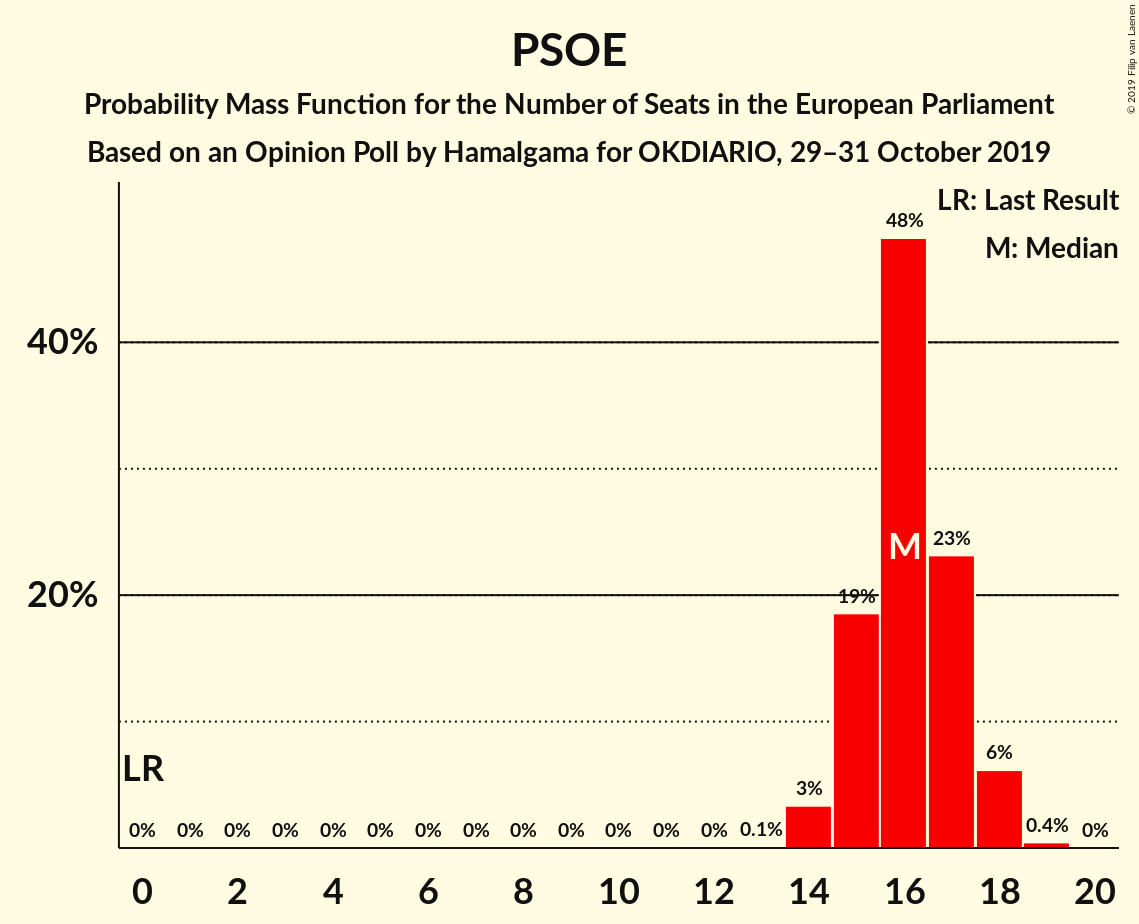 PSOE
Probability Mass Function for the Number of Seats in the European Parliament
Based on an Opinion Poll by Hamalgama for OKDIARIO, 29–31 October 2019
© 2019 Filip van Laenen
LR: Last Result
M: Median
40%
20%
48%
M
23%
19%
6%
3%
LR
0% 0% 0% 0% 0% 0% 0% 0% 0% 0% 0% 0% 0% 0.1% 0.4% 0%
0 2 4 6 8 10 12 14 16 18 20